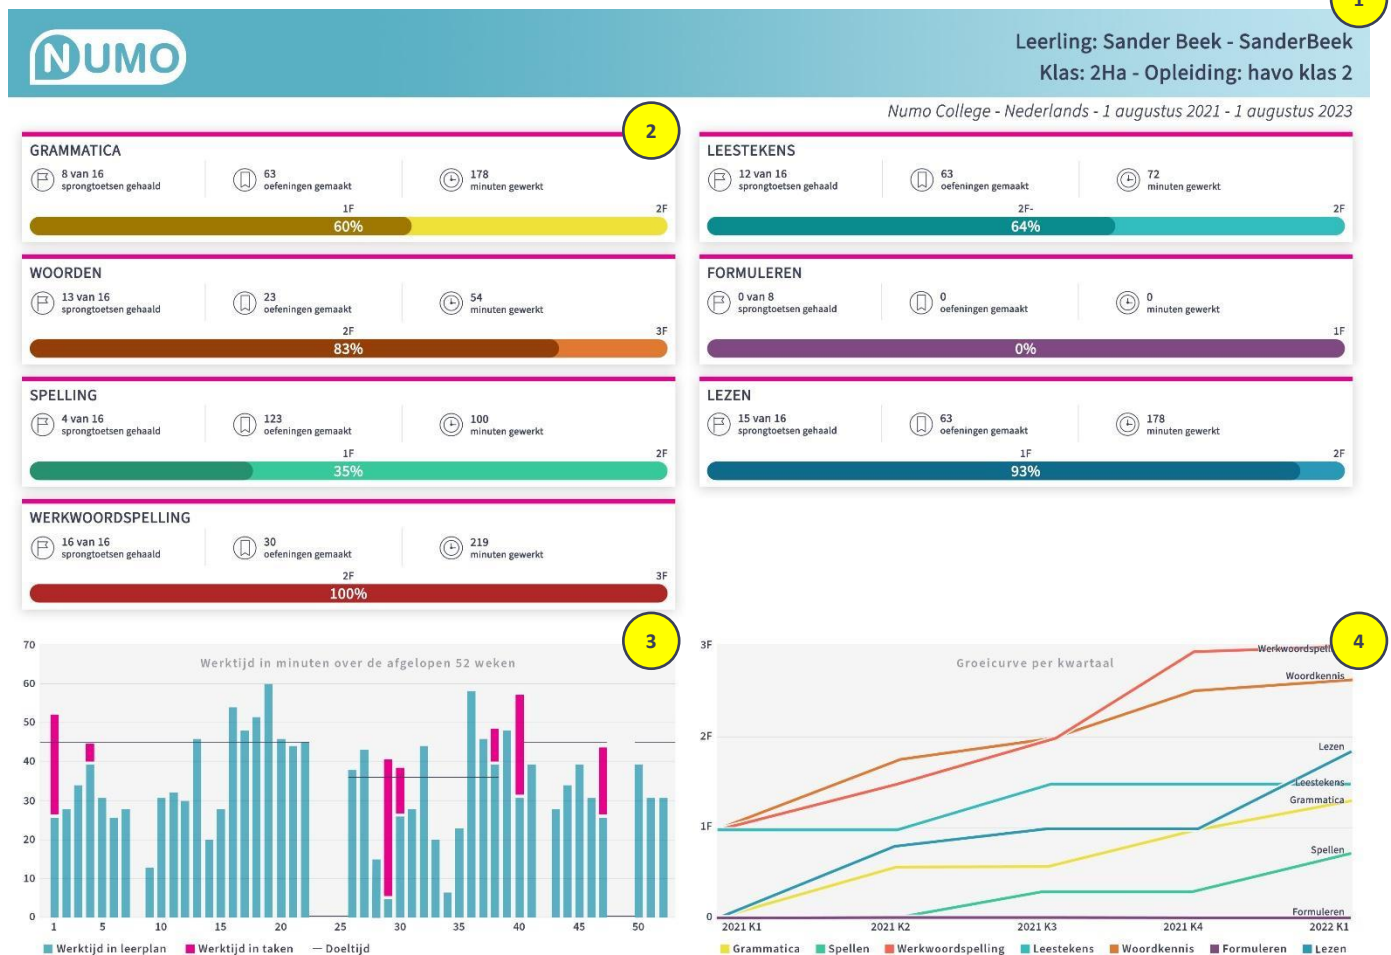 1
NUMO
Leerling: Sander Beek - SanderBeek
Klas: 2Ha - Opleiding: havo klas 2
Numo College - Nederlands - 1 augustus 2021 - 1 augustus 2023
2
GRAMMATICA
8 van 16
sprongtoetsen gehaald
63
oefeningen gemaakt
178
minuten gewerkt
1F
2F
60%
LEESTEKENS
12 van 16
sprongtoetsen gehaald
63
oefeningen gemaakt
72
minuten gewerkt
2F-
2F
64%
WOORDEN
13 van 16
sprongtoetsen gehaald
23
oefeningen gemaakt
54
minuten gewerkt
2F
3F
83%
FORMULEREN
0 van 8
sprongtoetsen gehaald
0
oefeningen gemaakt
0
minuten gewerkt
1F
0%
SPELLING
4 van 16
sprongtoetsen gehaald
123
oefeningen gemaakt
100
minuten gewerkt
1F
2F
35%
LEZEN
15 van 16
sprongtoetsen gehaald
63
oefeningen gemaakt
178
minuten gewerkt
1F
2F
93%
WERKWOORDSPELLING
16 van 16
sprongtoetsen gehaald
30
oefeningen gemaakt
219
minuten gewerkt
2F
3F
100%
3
Werktijd in minuten over de afgelopen 52 weken
70
60
50
40
30
20
10
0
1 5 10 15 20 25 30 35 40 45 50
Werktijd in leerplan Werktijd in taken Doeltijd
4
Groeicurve per kwartaal
3F
2F
1F
0
Woordkennis
Lezen
Leestekens
Grammatica
Spellen
Formuleren
2021 K1 2021 K2 2021 K3 2021 K4 2022 K1
Grammatica Spellen Werkwoordspelling Leestekens Woordkennis Formuleren Lezen